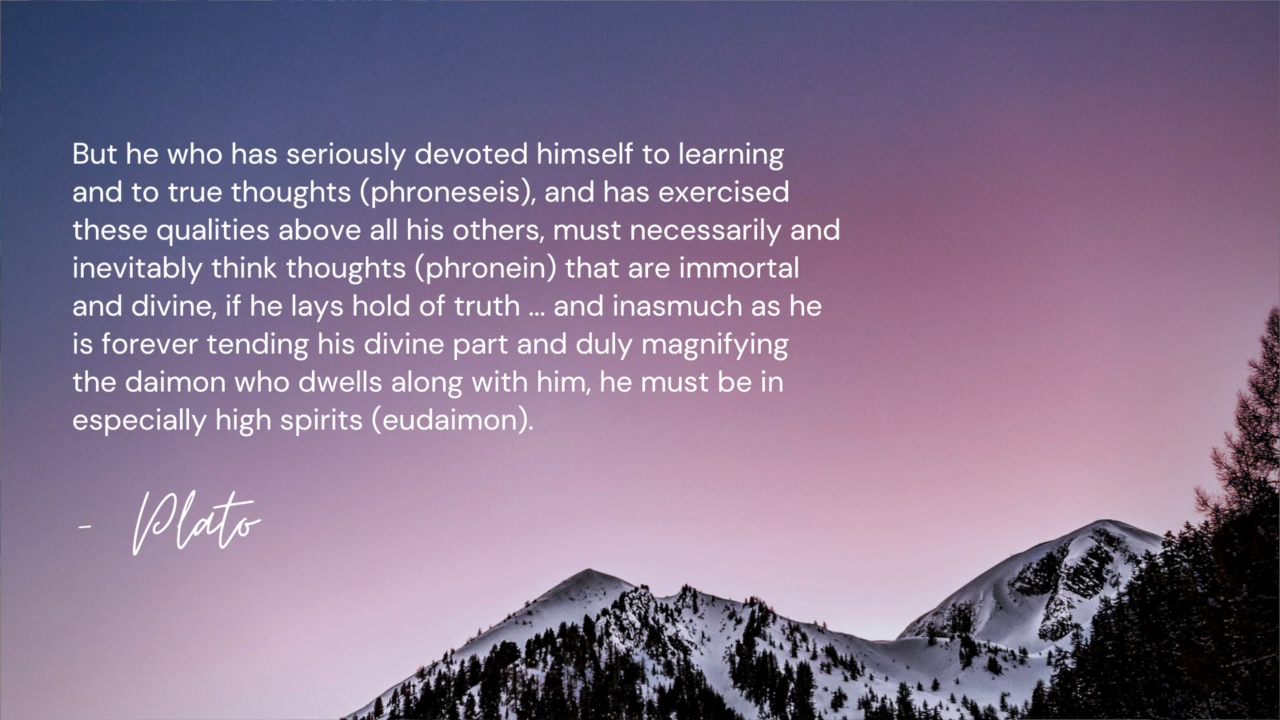 But he who has seriously devoted himself to learning
and to true thoughts (phroneseis), and has exercised
these qualities above all his others, must necessarily and
inevitably think thoughts (phronein) that are immortal
and divine, if he lays hold of truth ... and inasmuch as he
is forever tending his divine part and duly magnifying
the daimon who dwells along with him, he must be in
especially high spirits (eudaimon).
- Plato